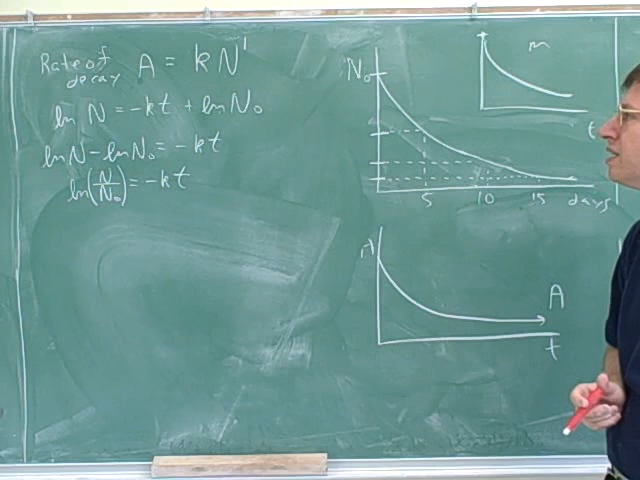 Rate of decay A = kN¹
ln N = -kt + ln N₀
ln N - ln N₀ = -kt
ln(N/N₀) = -kt
N₀
5 10 15 days
m
t
A
A
t